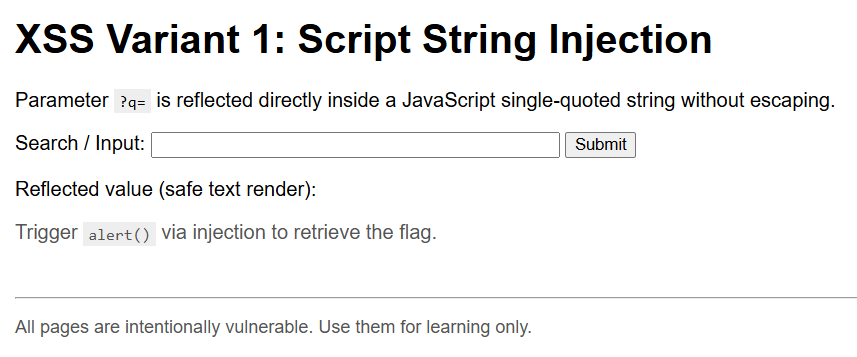 XSS Variant 1: Script String Injection
Parameter ?q= is reflected directly inside a JavaScript single-quoted string without escaping.
Search / Input: Submit
Reflected value (safe text render):
Trigger alert() via injection to retrieve the flag.
All pages are intentionally vulnerable. Use them for learning only.